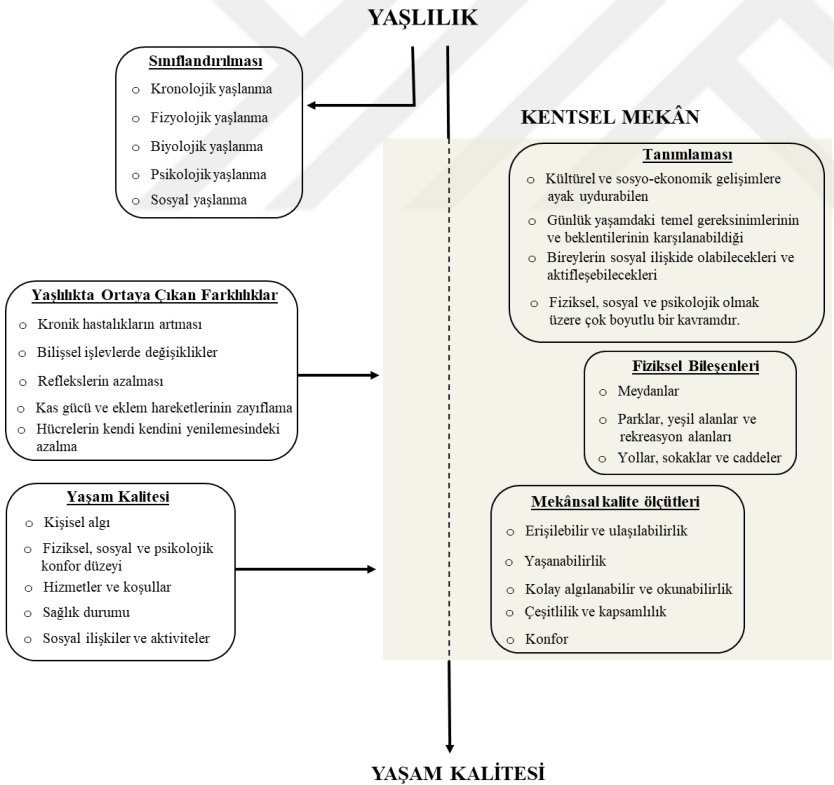 YAŞLILIK
Sınıflandırılması
o Kronolojik yaşlanma
o Fizyolojik yaşlanma
o Biyolojik yaşlanma
o Psikolojik yaşlanma
o Sosyal yaşlanma
KENTSEL MEKÂN
Tanımlaması
o Kültürel ve sosyo-ekonomik gelişimlere
ayak uydurabilen
o Günlük yaşamdaki temel gereksinimlerinin
ve beklentilerinin karşılanabildiği
o Bireylerin sosyal ilişkide olabilecekleri ve
aktifleşebilecekleri
o Fiziksel, sosyal ve psikolojik olmak
üzere çok boyutlu bir kavramdır.
Yaşlılıkta Ortaya Çıkan Farklılıklar
o Kronik hastalıkların artması
o Bilişsel işlevlerde değişiklikler
o Reflekslerin azalması
o Kas gücü ve eklem hareketlerinin zayıflama
o Hücrelerin kendi kendini yenilemesindeki
azalma
Fiziksel Bileşenleri
o Meydanlar
o Parklar, yeşil alanlar ve
rekreasyon alanları
o Yollar, sokaklar ve caddeler
Yaşam Kalitesi
o Kişisel algı
o Fiziksel, sosyal ve psikolojik
konfor düzeyi
o Hizmetler ve koşullar
o Sağlık durumu
o Sosyal ilişkiler ve aktiviteler
Mekânsal kalite ölçütleri
o Erişilebilir ve ulaşılabilirlik
o Yaşanabilirlik
o Kolay algılanabilir ve okunabilirlik
o Çeşitlilik ve kapsamlılık
o Konfor
YAŞAM KALİTESİ